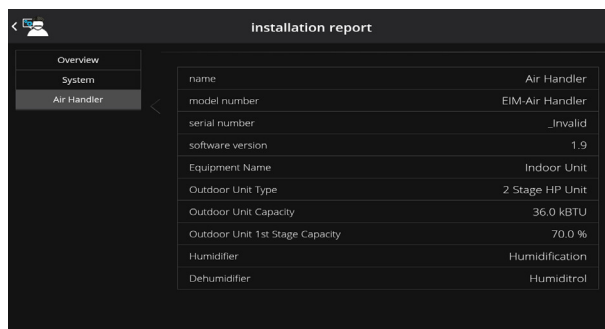 installation report
Overview
System
Air Handler
name Air Handler
model number EIM-Air Handler
serial number _Invalid
software version 1.9
Equipment Name Indoor Unit
Outdoor Unit Type 2 Stage HP Unit
Outdoor Unit Capacity 36.0 kBTU
Outdoor Unit 1st Stage Capacity 70.0 %
Humidifier Humidification
Dehumidifier Humiditrol